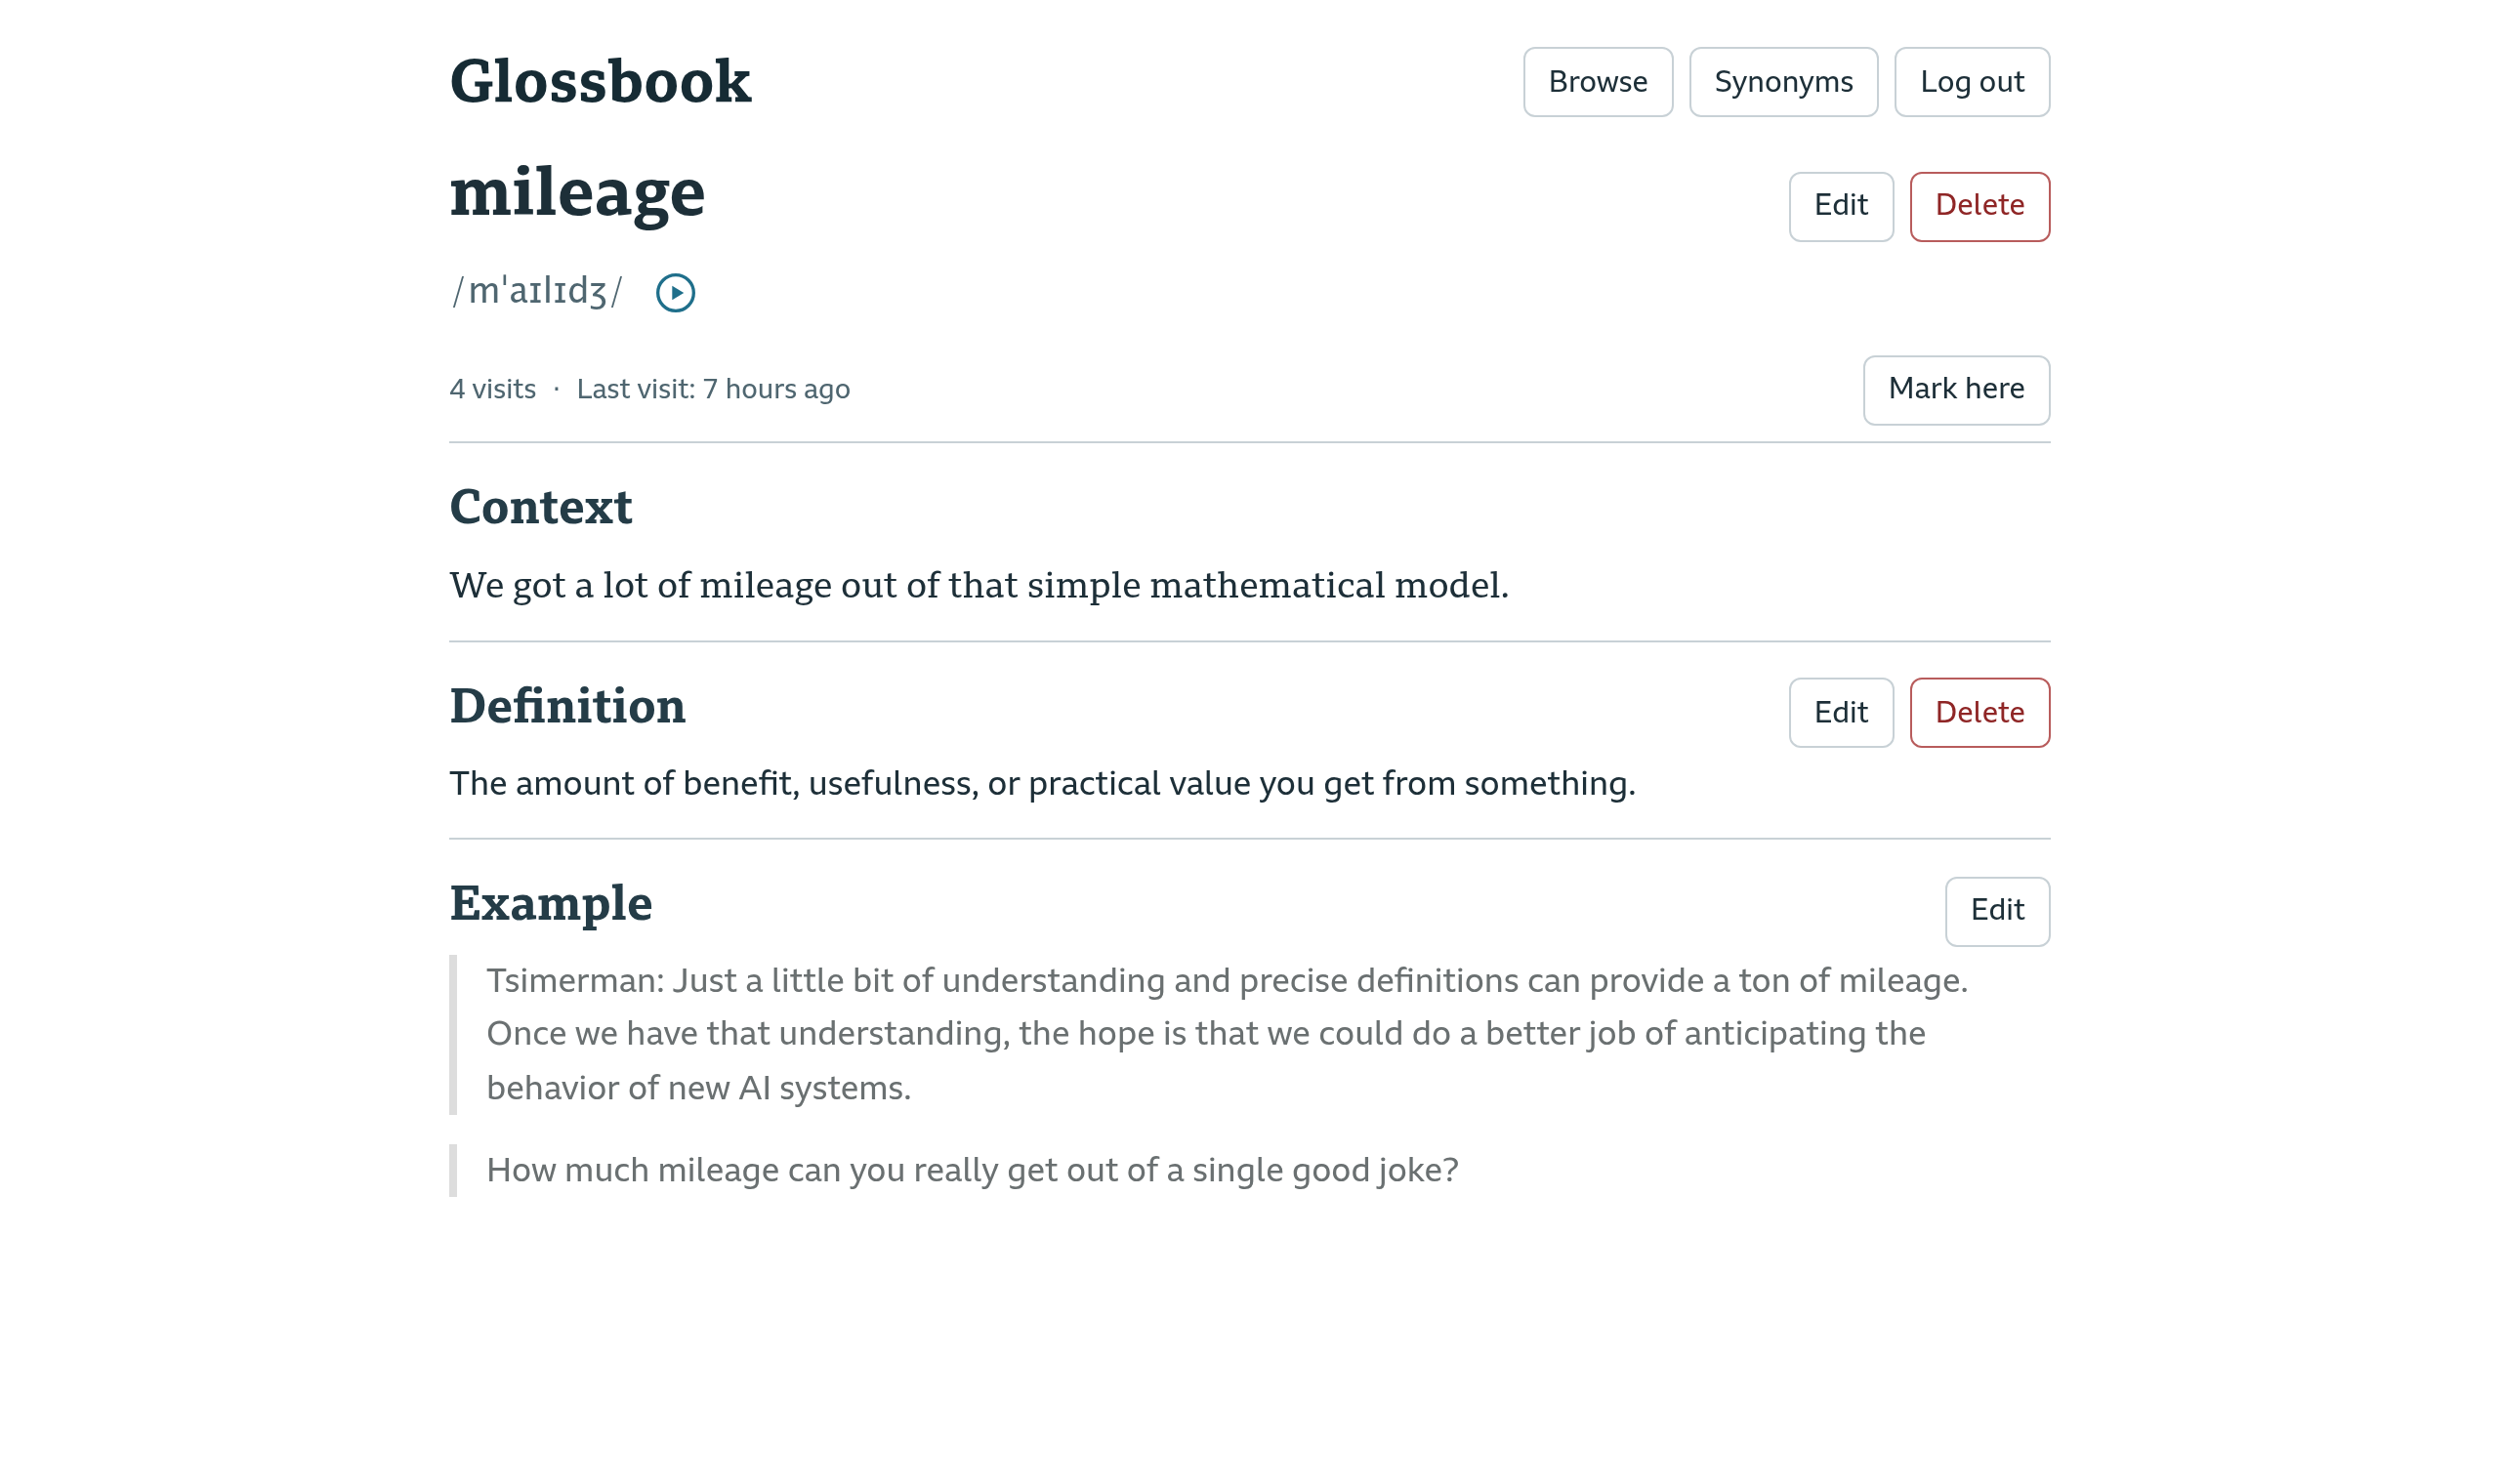 Glossbook
Browse
Synonyms
Log out
mileage
Edit
Delete
/mˈaɪlɪdʒ/
4 visits · Last visit: 7 hours ago
Mark here
Context
We got a lot of mileage out of that simple mathematical model.
Definition
Edit
Delete
The amount of benefit, usefulness, or practical value you get from something.
Example
Edit
Tsimerman: Just a little bit of understanding and precise definitions can provide a ton of mileage.
Once we have that understanding, the hope is that we could do a better job of anticipating the
behavior of new AI systems.
How much mileage can you really get out of a single good joke?